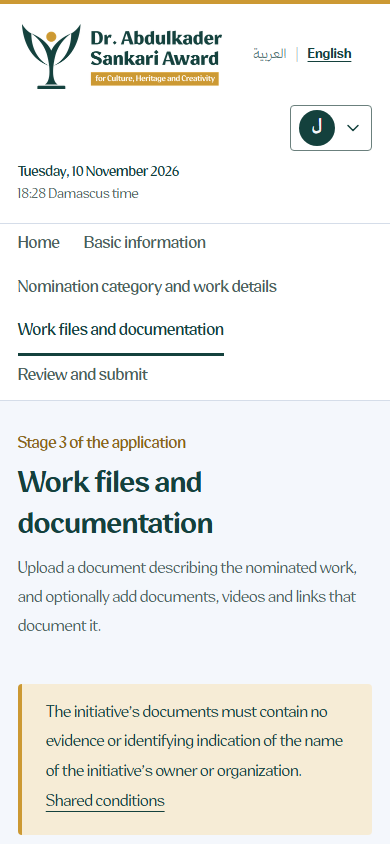 Dr. Abdulkader
Sankari Award
for Culture, Heritage and Creativity
العربية | English
ل
Tuesday, 10 November 2026
18:28 Damascus time
Home Basic information
Nomination category and work details
Work files and documentation
Review and submit
Stage 3 of the application
Work files and
documentation
Upload a document describing the nominated work,
and optionally add documents, videos and links that
document it.
The initiative's documents must contain no
evidence or identifying indication of the name
of the initiative's owner or organization.
Shared conditions